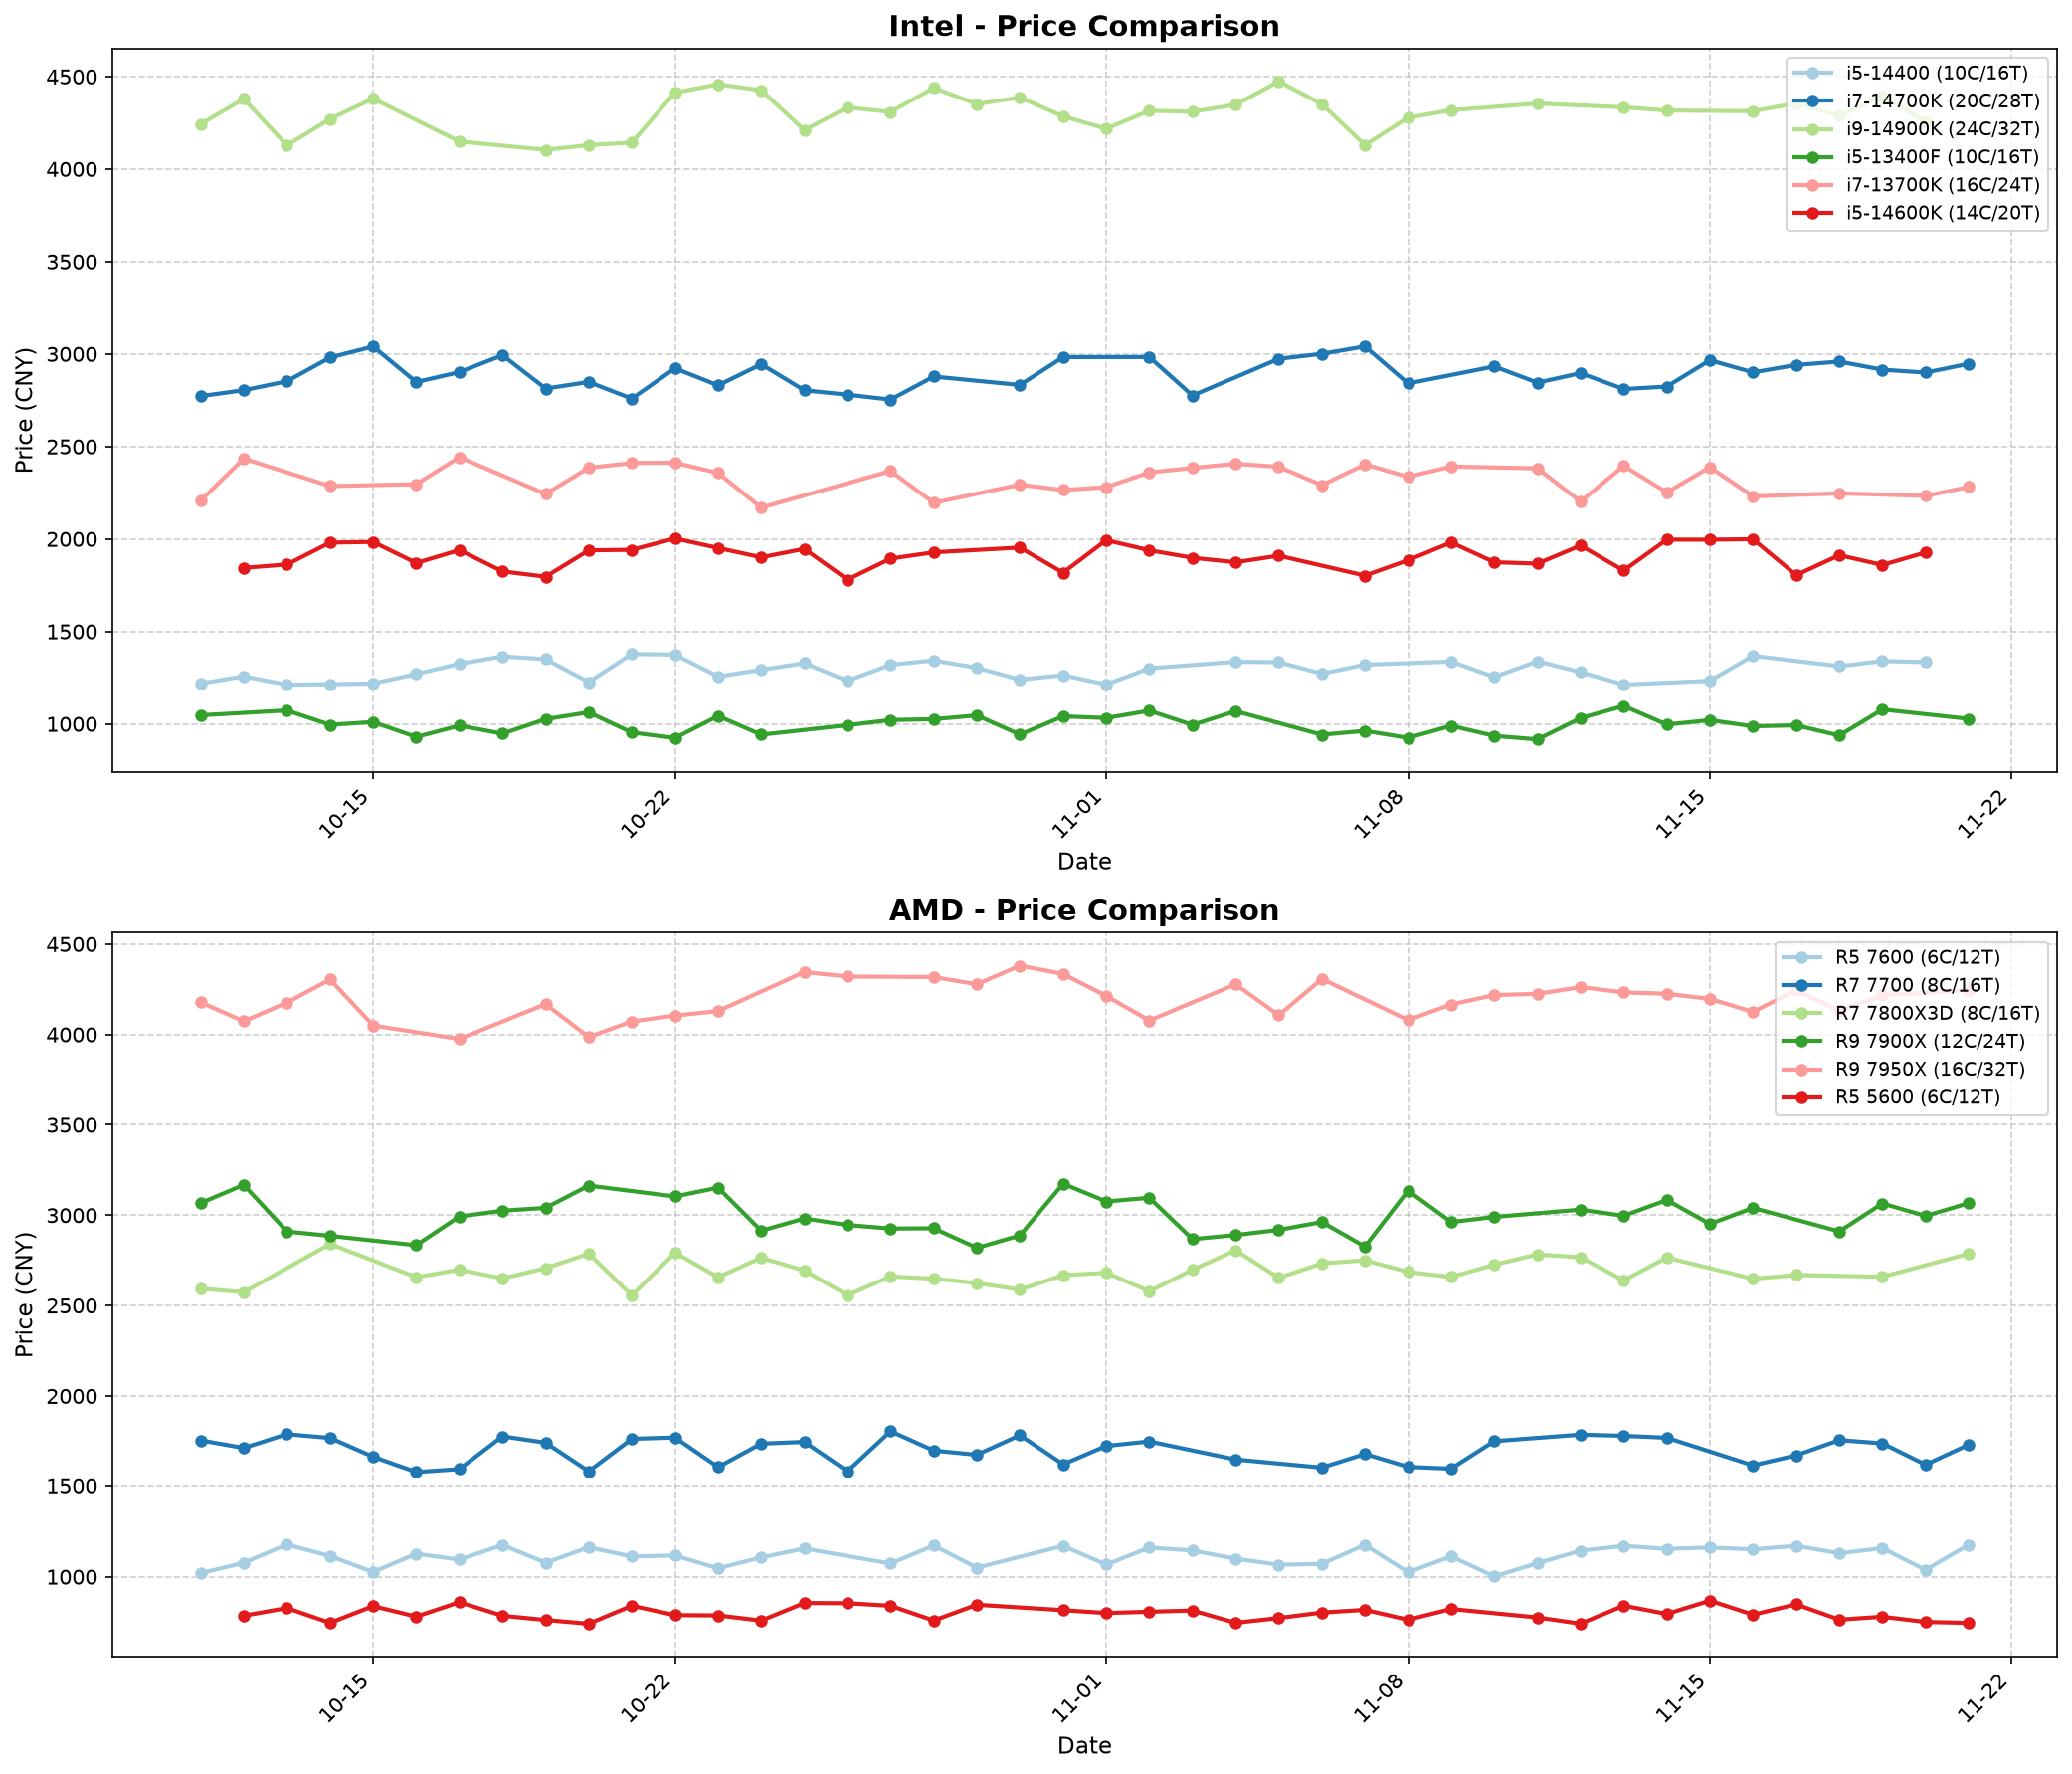 Intel - Price Comparison
Price (CNY)
4500
4000
3500
3000
2500
2000
1500
1000
i5-14400 (10C/16T)
i7-14700K (20C/28T)
i9-14900K (24C/32T)
i5-13400F (10C/16T)
i7-13700K (16C/24T)
i5-14600K (14C/20T)
10-15
10-22
11-01
11-08
11-15
11-22
Date
AMD - Price Comparison
Price (CNY)
4500
4000
3500
3000
2500
2000
1500
1000
R5 7600 (6C/12T)
R7 7700 (8C/16T)
R7 7800X3D (8C/16T)
R9 7900X (12C/24T)
R9 7950X (16C/32T)
R5 5600 (6C/12T)
10-15
10-22
11-01
11-08
11-15
11-22
Date